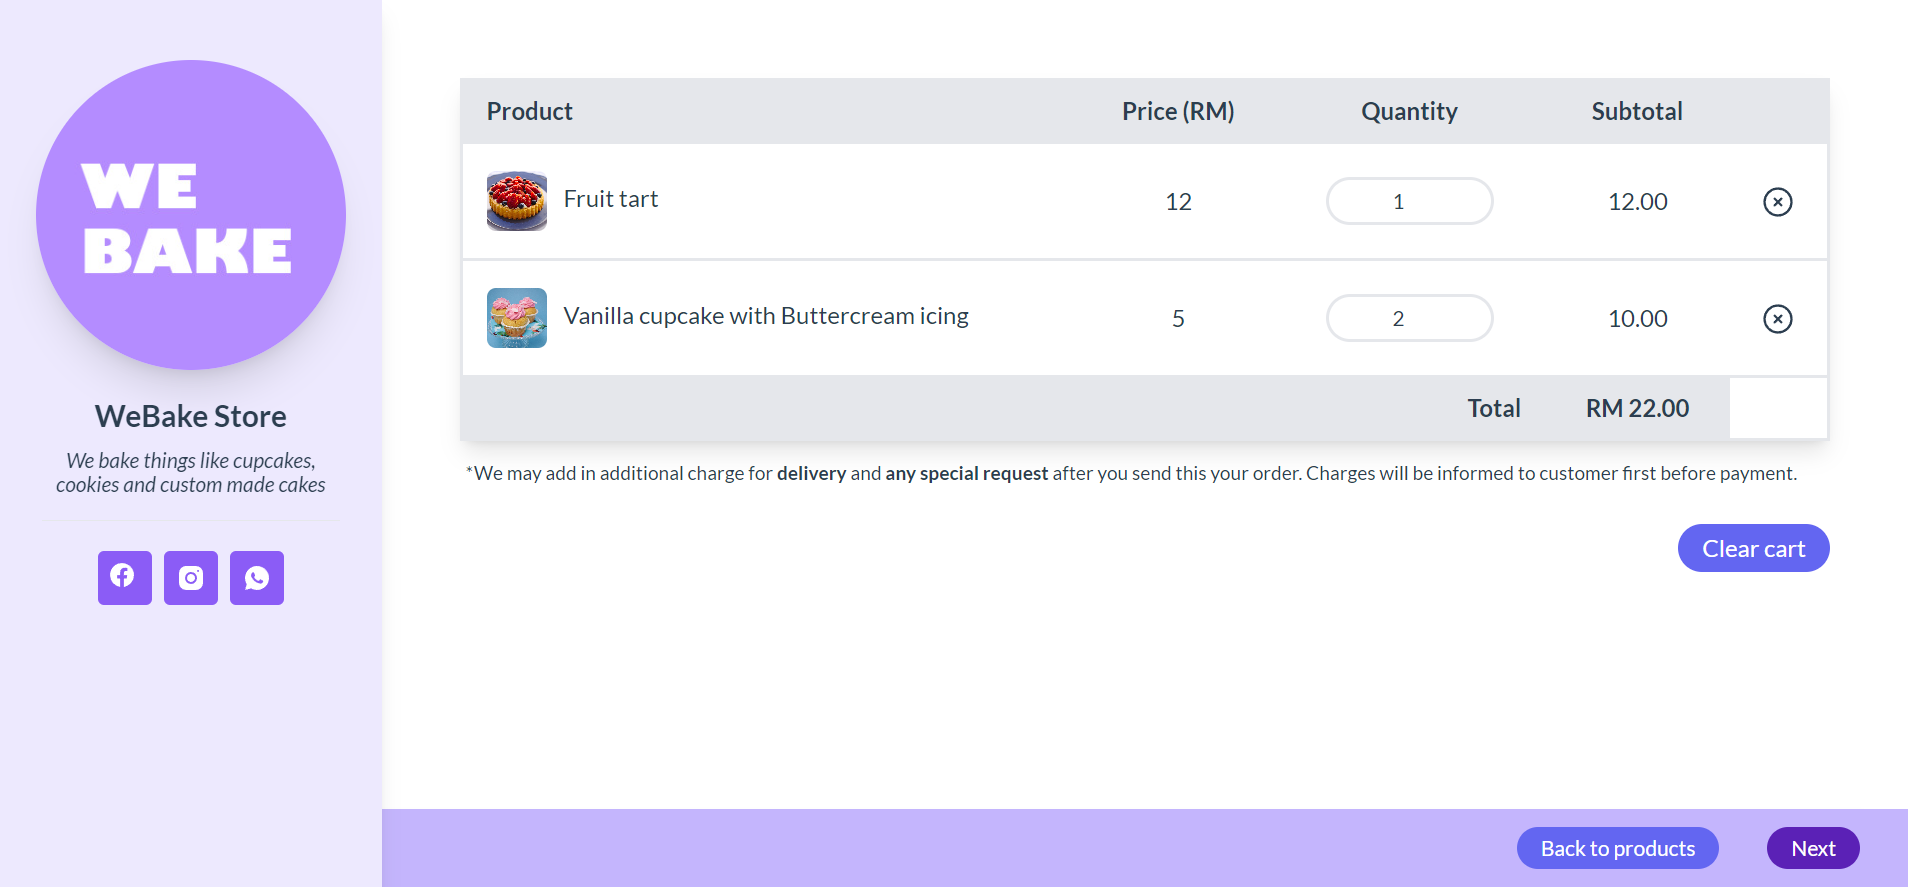 WE
BAKE
WeBake Store
We bake things like cupcakes,
cookies and custom made cakes
Product Price (RM) Quantity Subtotal
Fruit tart 12 1 12.00
Vanilla cupcake with Buttercream icing 5 2 10.00
Total RM 22.00
*We may add in additional charge for delivery and any special request after you send this your order. Charges will be informed to customer first before payment.
Clear cart
Back to products Next